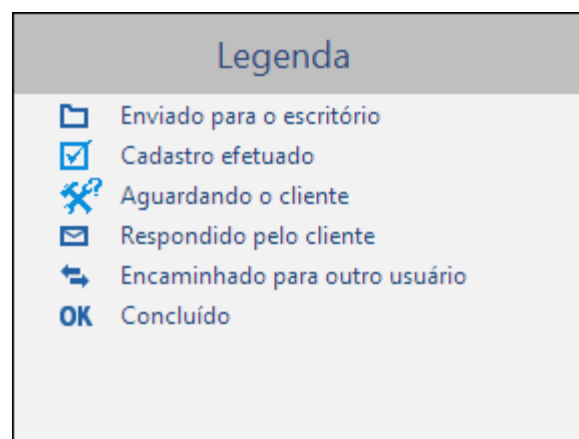 Legenda
Enviado para o escritório
Cadastro efetuado
Aguardando o cliente
Respondido pelo cliente
Encaminhado para outro usuário
OK Concluído